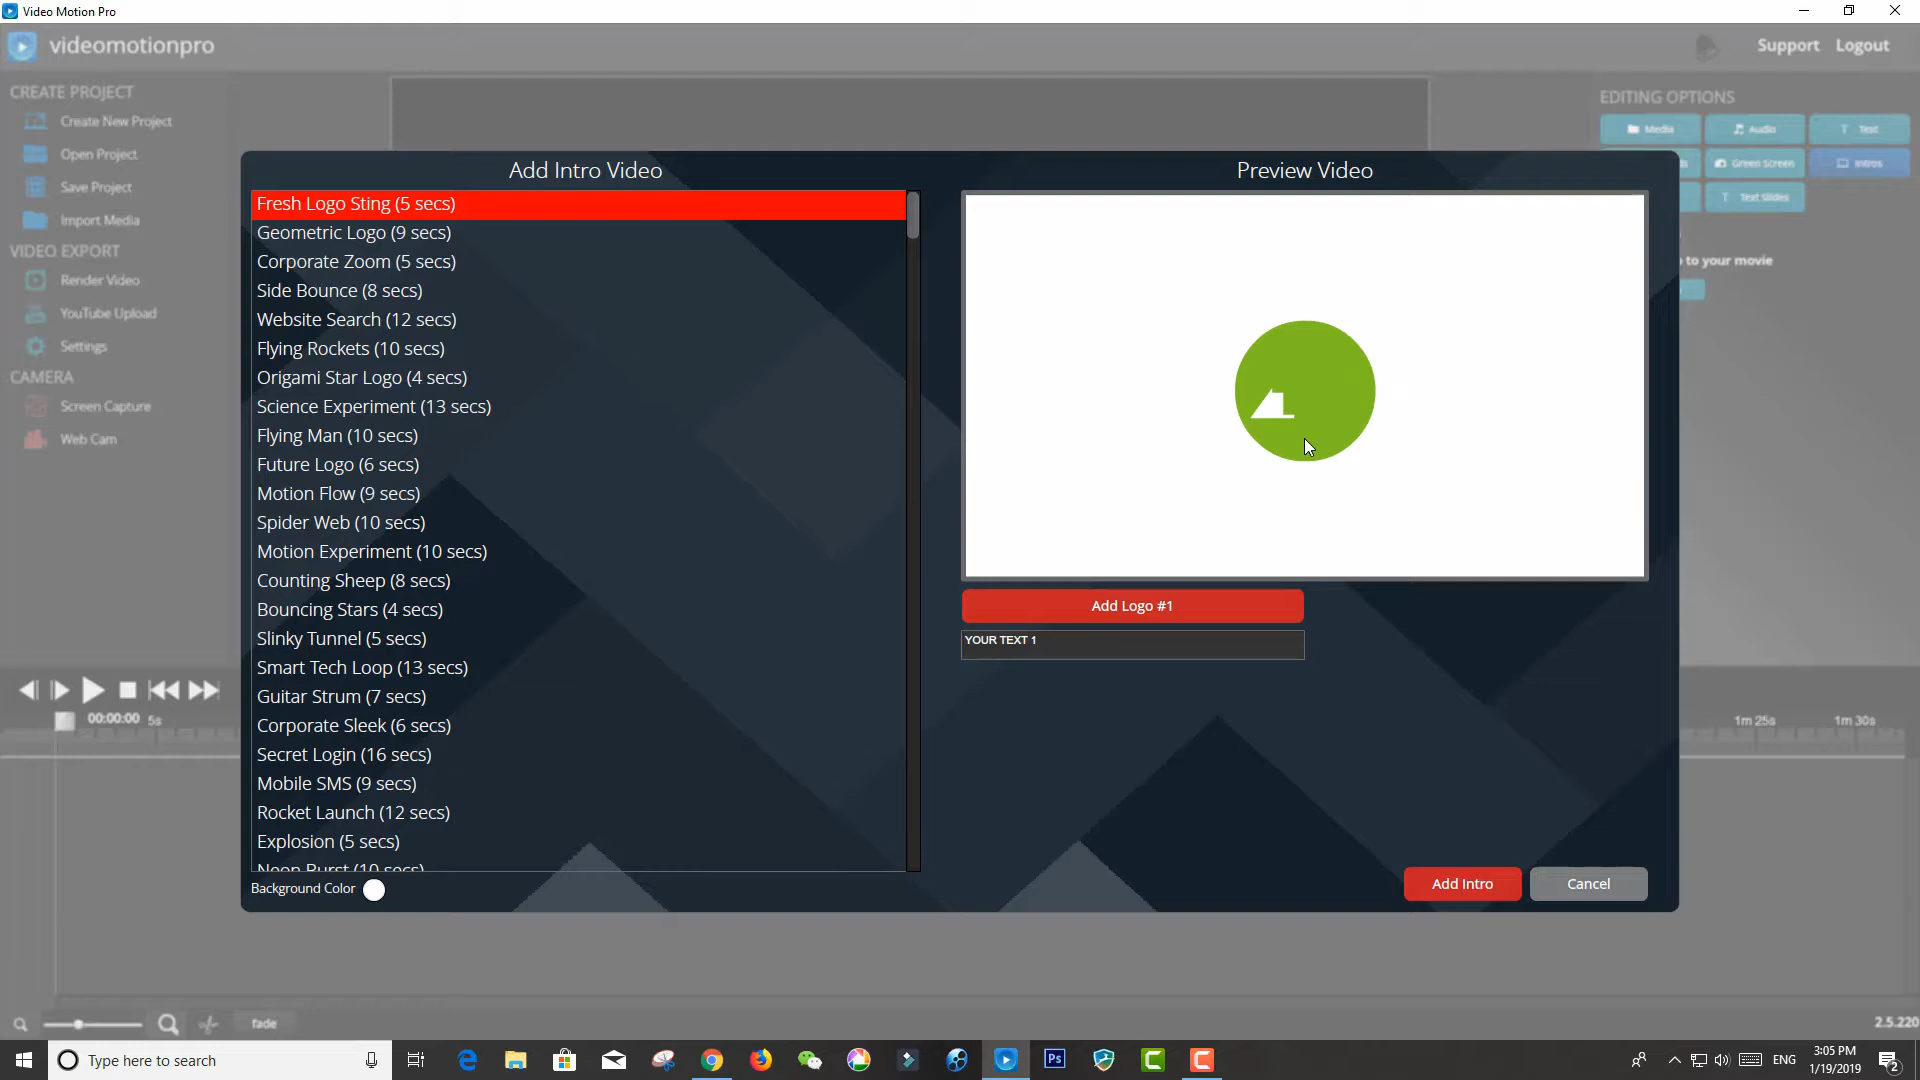 Video Motion Pro
videomotionpro
Support
Logout
CREATE PROJECT
Create New Project
Open Project
Save Project
Import Media
VIDEO EXPORT
Render Video
YouTube Upload
Settings
CAMERA
Screen Capture
Web Cam
EDITING OPTIONS
Media
Audio
Text
Green Screen
Intros
Text Slides
to your movie
Add Intro Video
Fresh Logo Sting (5 secs)
Geometric Logo (9 secs)
Corporate Zoom (5 secs)
Side Bounce (8 secs)
Website Search (12 secs)
Flying Rockets (10 secs)
Origami Star Logo (4 secs)
Science Experiment (13 secs)
Flying Man (10 secs)
Future Logo (6 secs)
Motion Flow (9 secs)
Spider Web (10 secs)
Motion Experiment (10 secs)
Counting Sheep (8 secs)
Bouncing Stars (4 secs)
Slinky Tunnel (5 secs)
Smart Tech Loop (13 secs)
Guitar Strum (7 secs)
Corporate Sleek (6 secs)
Secret Login (16 secs)
Mobile SMS (9 secs)
Rocket Launch (12 secs)
Explosion (5 secs)
Neon Burst (10 secs)
Background Color
Preview Video
Add Logo #1
YOUR TEXT 1
Add Intro
Cancel
00:00:00
5s
1m 25s
1m 30s
fade
2.5.220
Type here to search
Ps
ENG
3:05 PM
1/19/2019
2